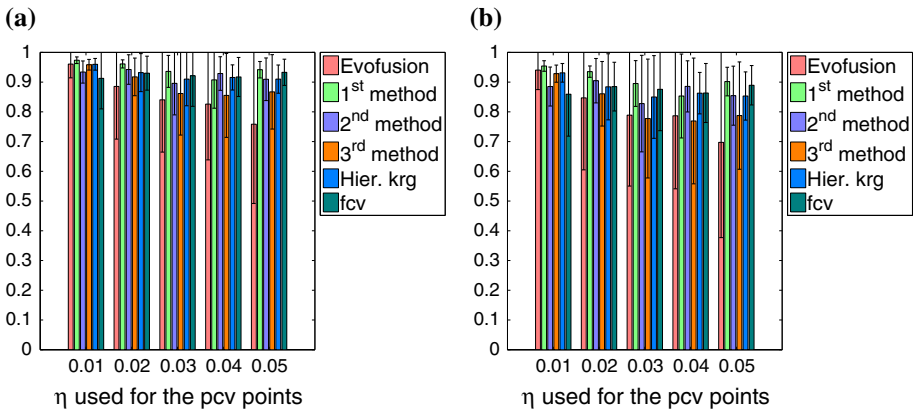 (a)
1
0.9
0.8
0.7
0.6
0.5
0.4
0.3
0.2
0.1
0
0.01 0.02 0.03 0.04 0.05
η used for the pcv points
Evofusion
1st method
2nd method
3rd method
Hier. krg
fcv
(b)
1
0.9
0.8
0.7
0.6
0.5
0.4
0.3
0.2
0.1
0
0.01 0.02 0.03 0.04 0.05
η used for the pcv points
Evofusion
1st method
2nd method
3rd method
Hier. krg
fcv